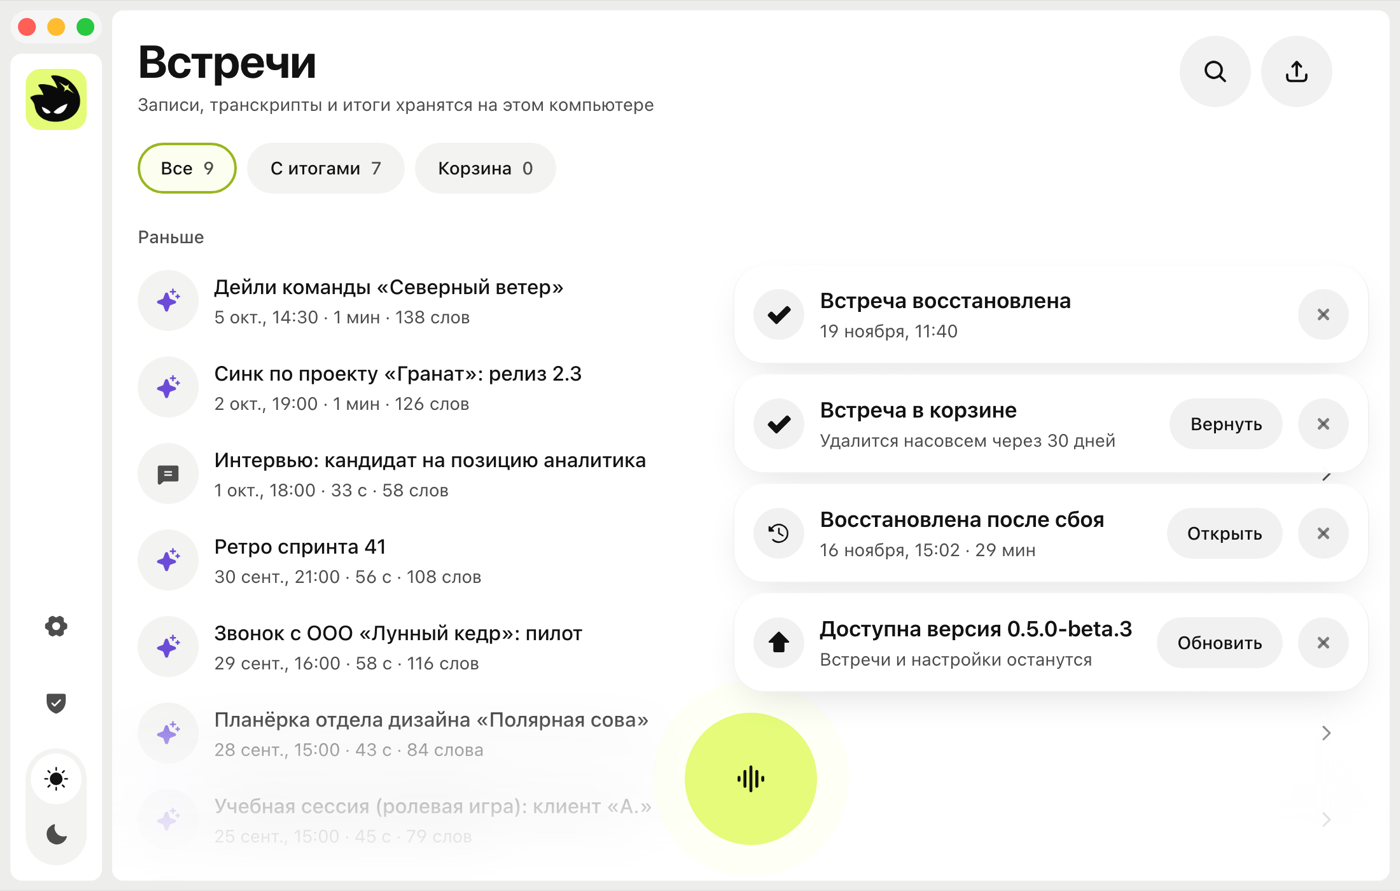 Встречи
Записи, транскрипты и итоги хранятся на этом компьютере
Все 9
С итогами 7
Корзина 0
Раньше
Дейли команды «Северный ветер»
5 окт., 14:30 · 1 мин · 138 слов
Синк по проекту «Гранат»: релиз 2.3
2 окт., 19:00 · 1 мин · 126 слов
Интервью: кандидат на позицию аналитика
1 окт., 18:00 · 33 с · 58 слов
Ретро спринта 41
30 сент., 21:00 · 56 с · 108 слов
Звонок с ООО «Лунный кедр»: пилот
29 сент., 16:00 · 58 с · 116 слов
Планёрка отдела дизайна «Полярная сова»
28 сент., 15:00 · 43 с · 84 слова
Учебная сессия (ролевая игра): клиент «А.»
25 сент., 15:00 · 45 с · 79 слов
Встреча восстановлена
19 ноября, 11:40
Встреча в корзине
Удалится насовсем через 30 дней
Вернуть
Восстановлена после сбоя
16 ноября, 15:02 · 29 мин
Открыть
Доступна версия 0.5.0-beta.3
Встречи и настройки останутся
Обновить